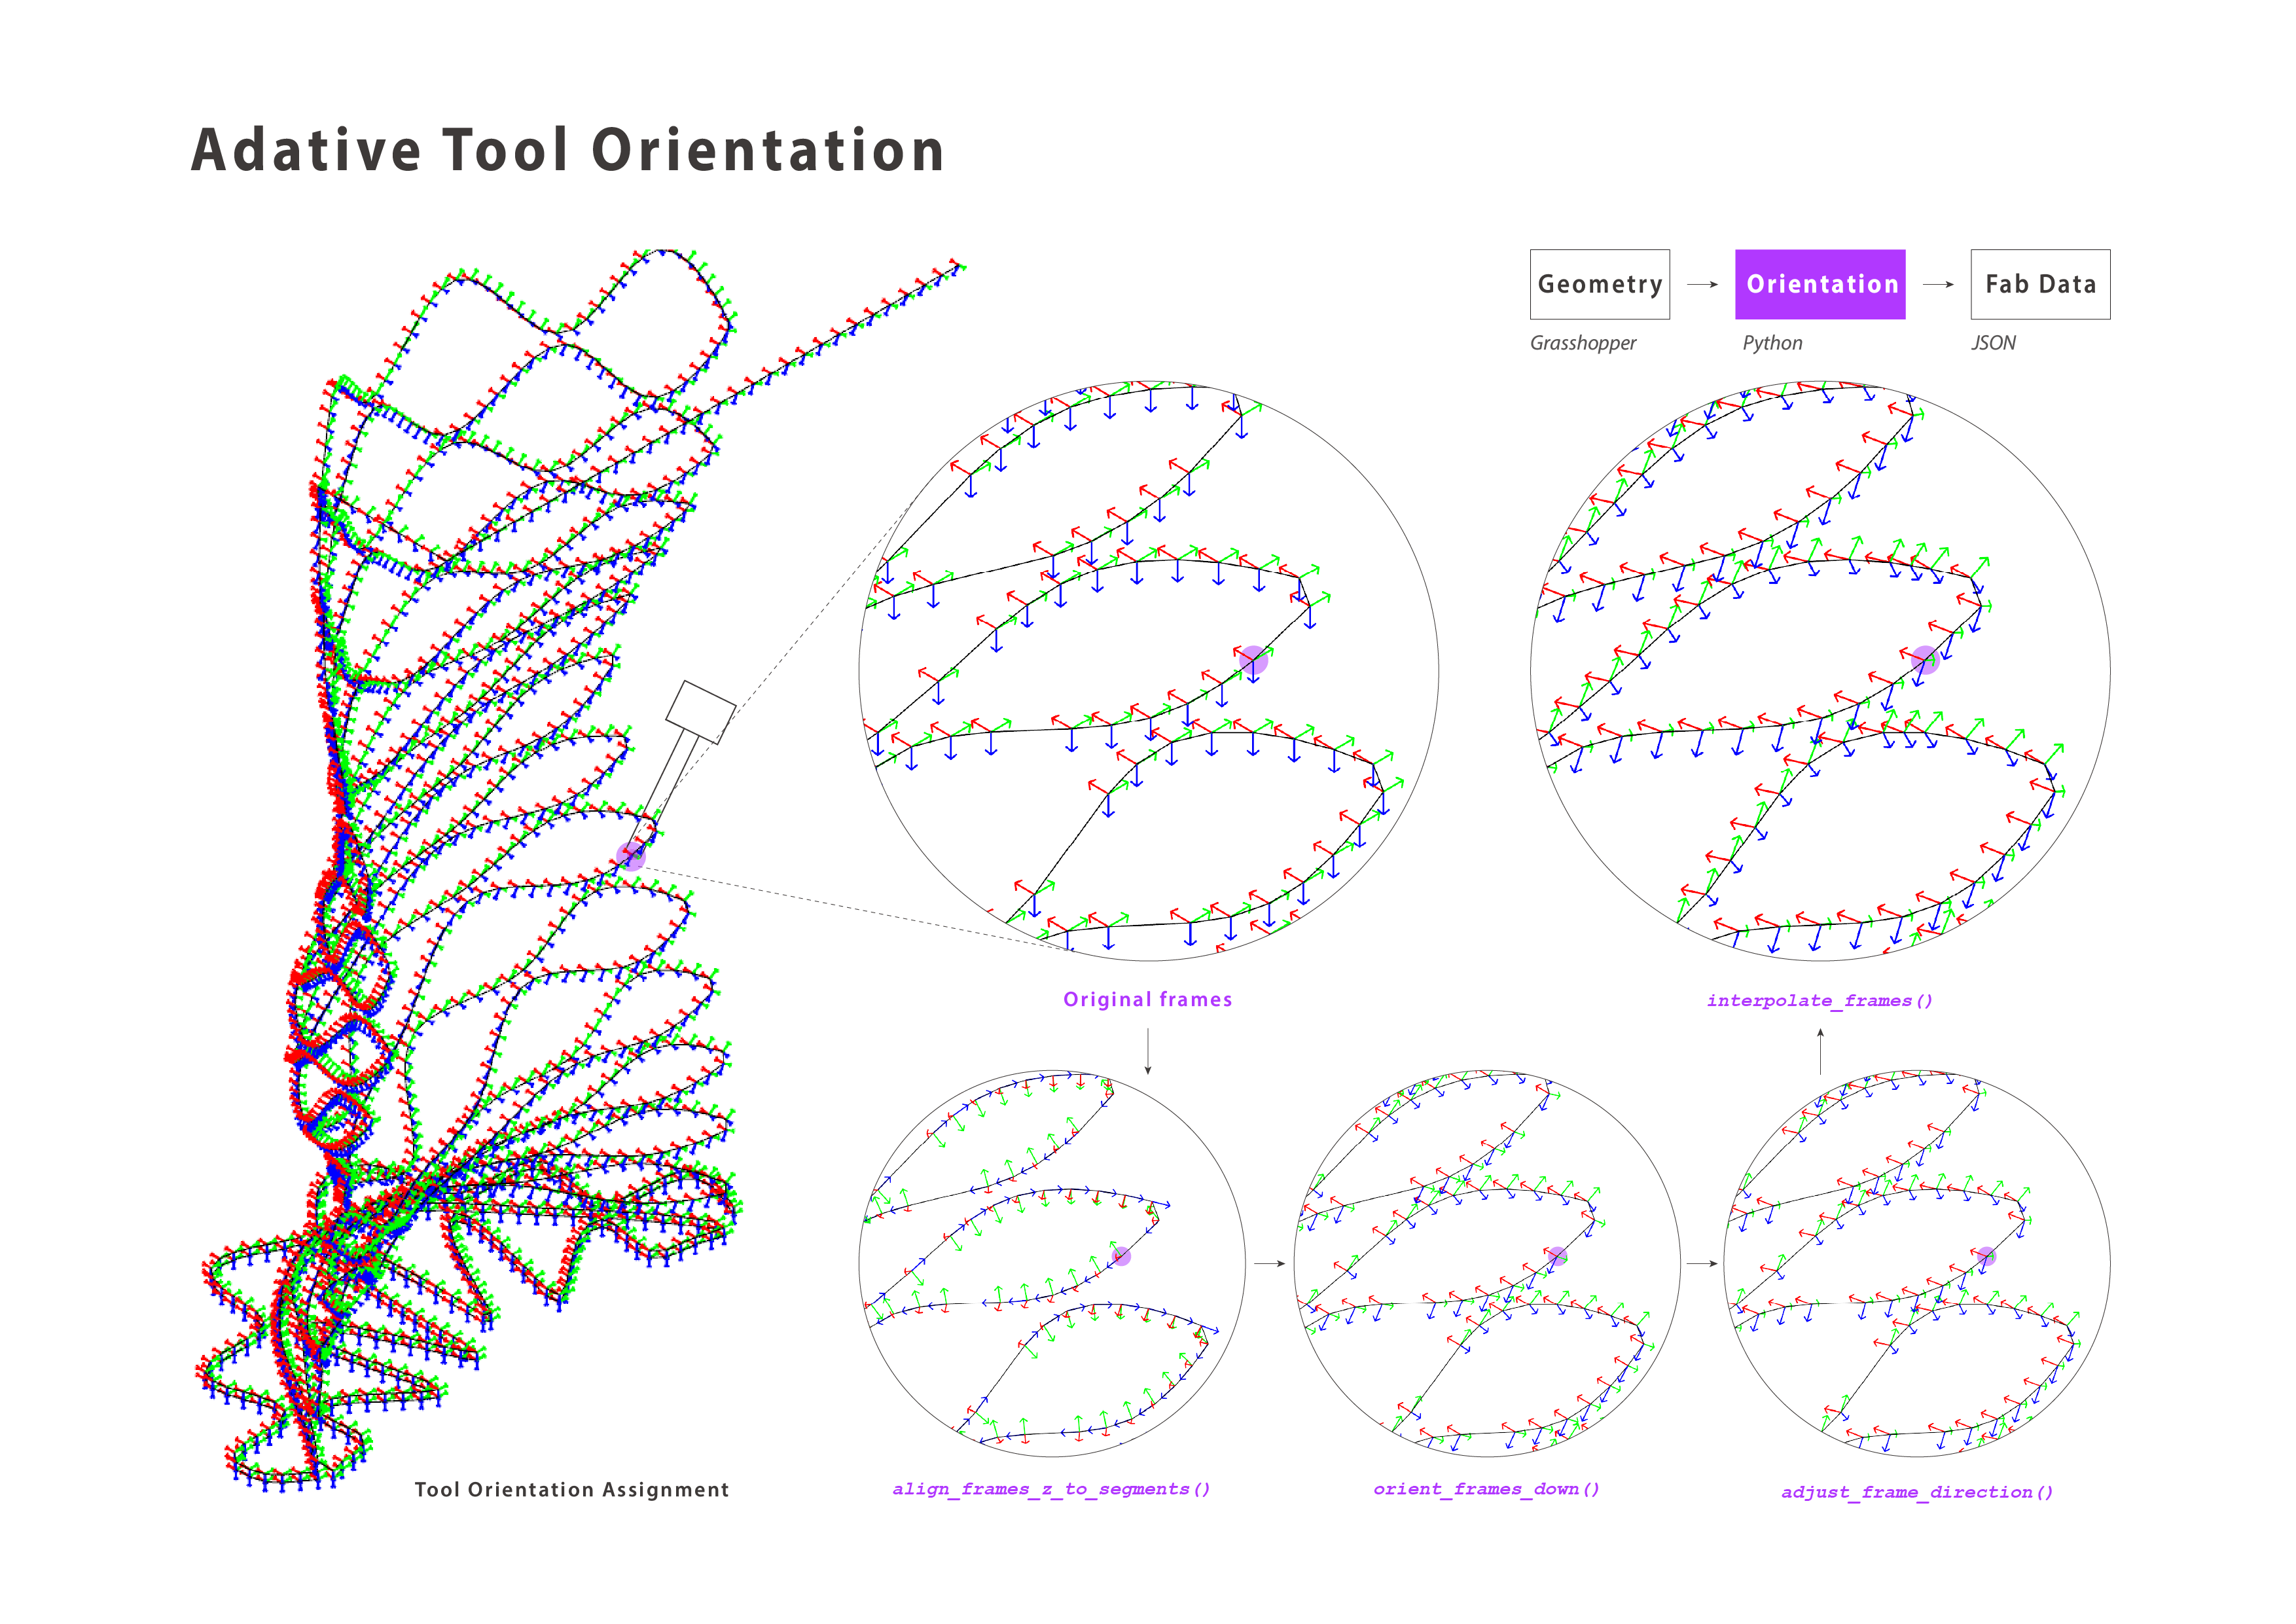 Adative Tool Orientation
Geometry
Orientation
Fab Data
Grasshopper
Python
JSON
Original frames
interpolate_frames()
Tool Orientation Assignment
align_frames_z_to_segments()
orient_frames_down()
adjust_frame_direction()